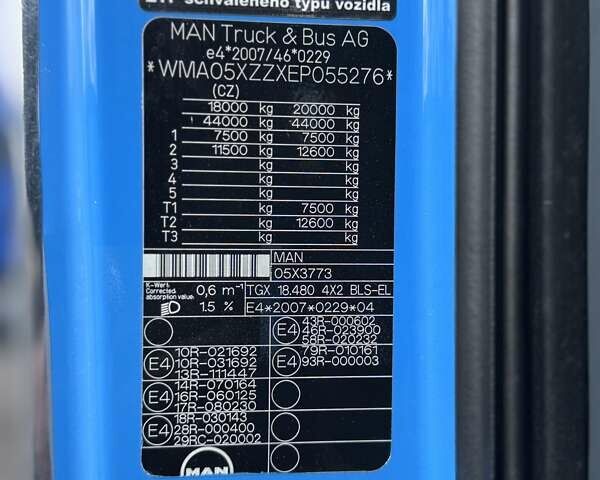 schváleného typu vozidla
MAN Truck & Bus AG
e4*2007/46*0229
*WMA05XZZXEP055276*
(CZ)
18000 kg 20000 kg
44000 kg 44000 kg
1 7500 kg 7500 kg
2 11500 kg 12600 kg
3 kg kg
4 kg kg
5 kg kg
T1 kg 7500 kg
T2 kg 12600 kg
T3 kg kg
MAN
05X3773
K-Wert
Corrected 0,6 m-1 TGX 18.480 4X2 BLS-EL
absorption value:
1.5 % E4*2007*0229*04
E4 43R-000602
46R-023900
58R-020232
E4 10R-021692
10R-031692
13R-111447
E4 79R-010161
93R-000003
E4 14R-070164
16R-060125
17R-080230
E4 18R-030143
28R-000400
29RC-020002
MAN